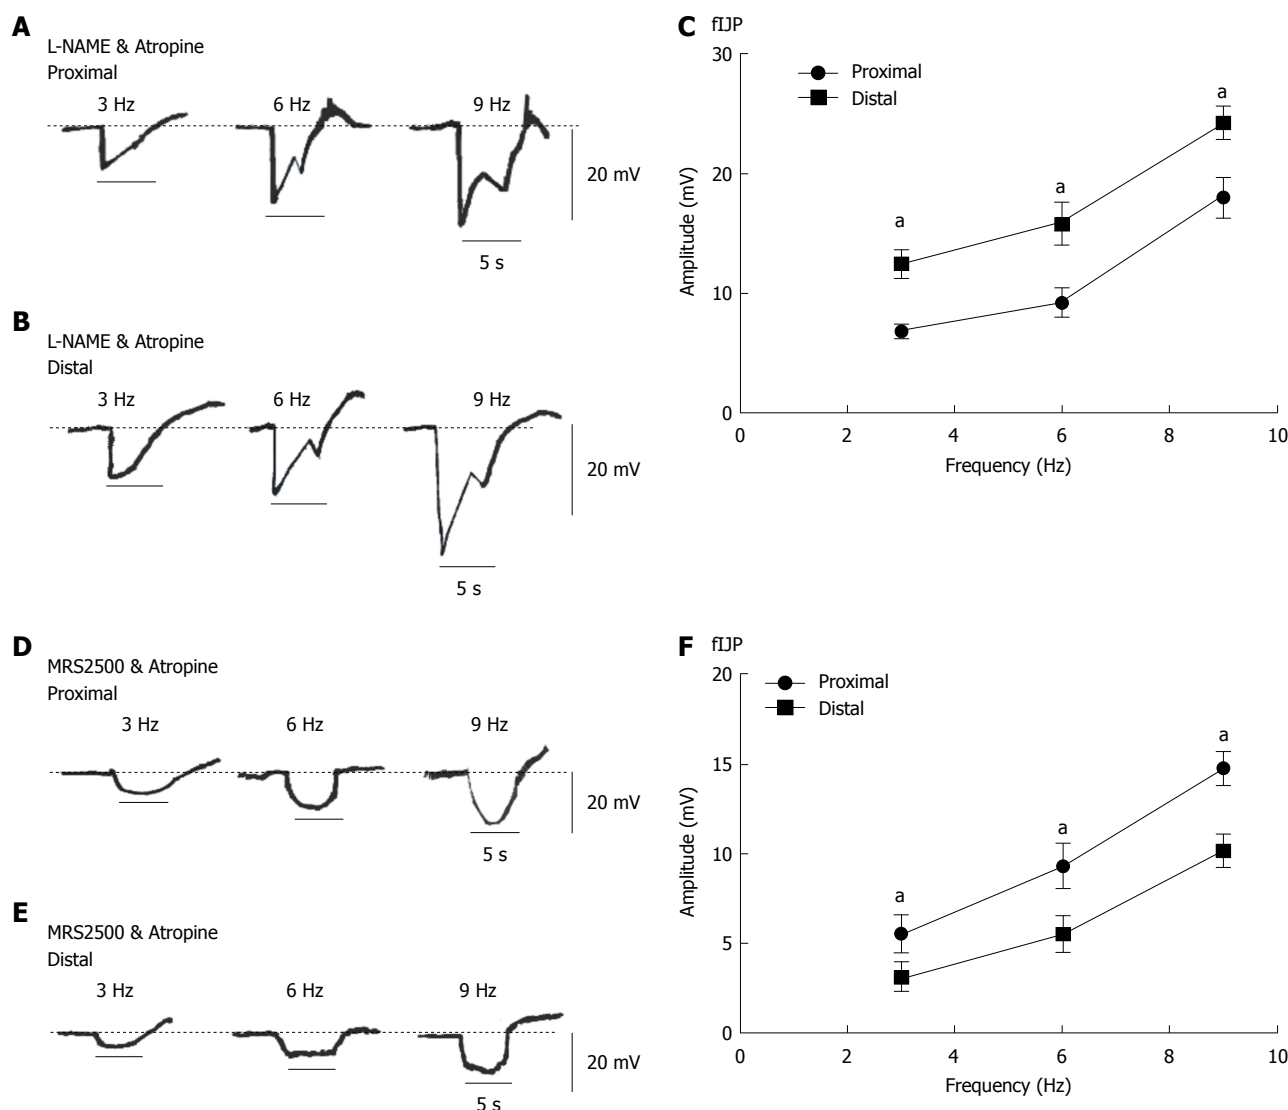 A
L-NAME & Atropine
Proximal
3 Hz
6 Hz
9 Hz
20 mV
5 s
B
L-NAME & Atropine
Distal
3 Hz
6 Hz
9 Hz
20 mV
5 s
C fIJP
30
20
10
0
Amplitude (mV)
Proximal
Distal
a
a
a
0 2 4 6 8 10
Frequency (Hz)
D
MRS2500 & Atropine
Proximal
3 Hz
6 Hz
9 Hz
20 mV
5 s
E
MRS2500 & Atropine
Distal
3 Hz
6 Hz
9 Hz
20 mV
5 s
F fIJP
20
15
10
5
0
Amplitude (mV)
Proximal
Distal
a
a
a
0 2 4 6 8 10
Frequency (Hz)